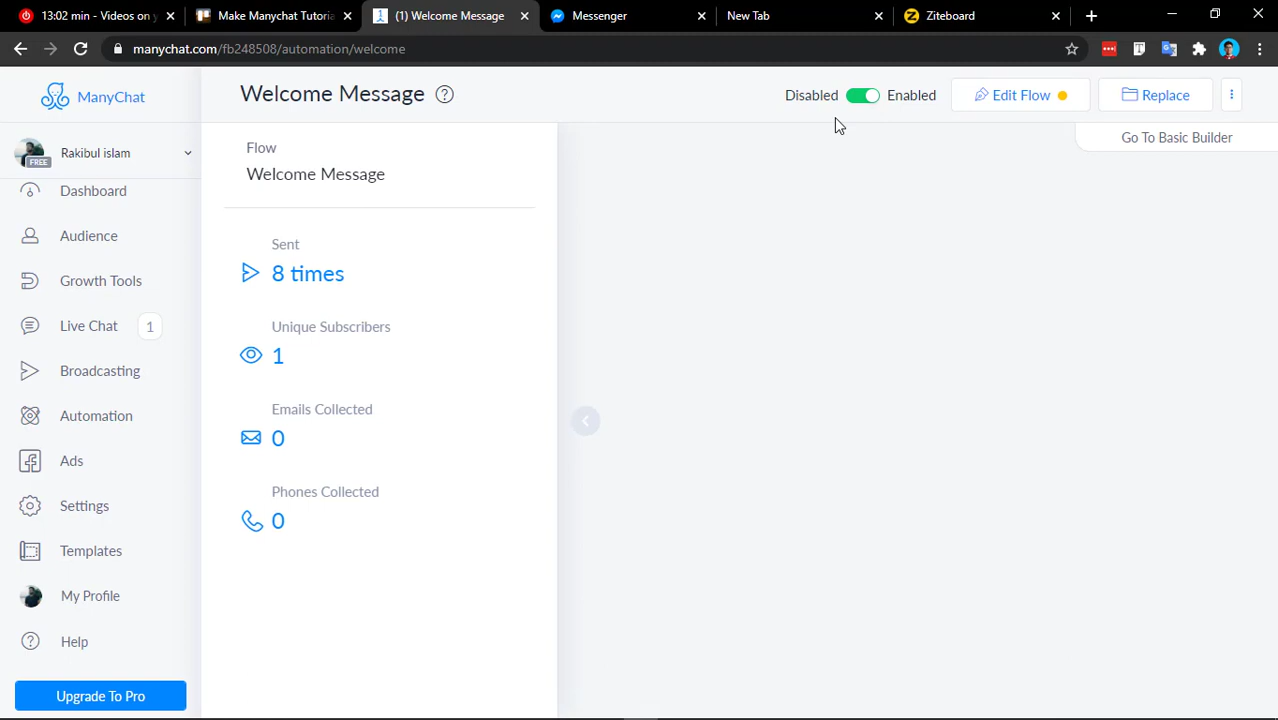 13:02 min - Videos on y
Make Manychat Tutoria
(1) Welcome Message
Messenger
New Tab
Ziteboard
manychat.com/fb248508/automation/welcome
ManyChat
Welcome Message
Disabled
Enabled
Edit Flow
Replace
Go To Basic Builder
FREE
Rakibul islam
Dashboard
Audience
Growth Tools
Live Chat 1
Broadcasting
Automation
Ads
Settings
Templates
My Profile
Help
Upgrade To Pro
Flow
Welcome Message
Sent
8 times
Unique Subscribers
1
Emails Collected
0
Phones Collected
0